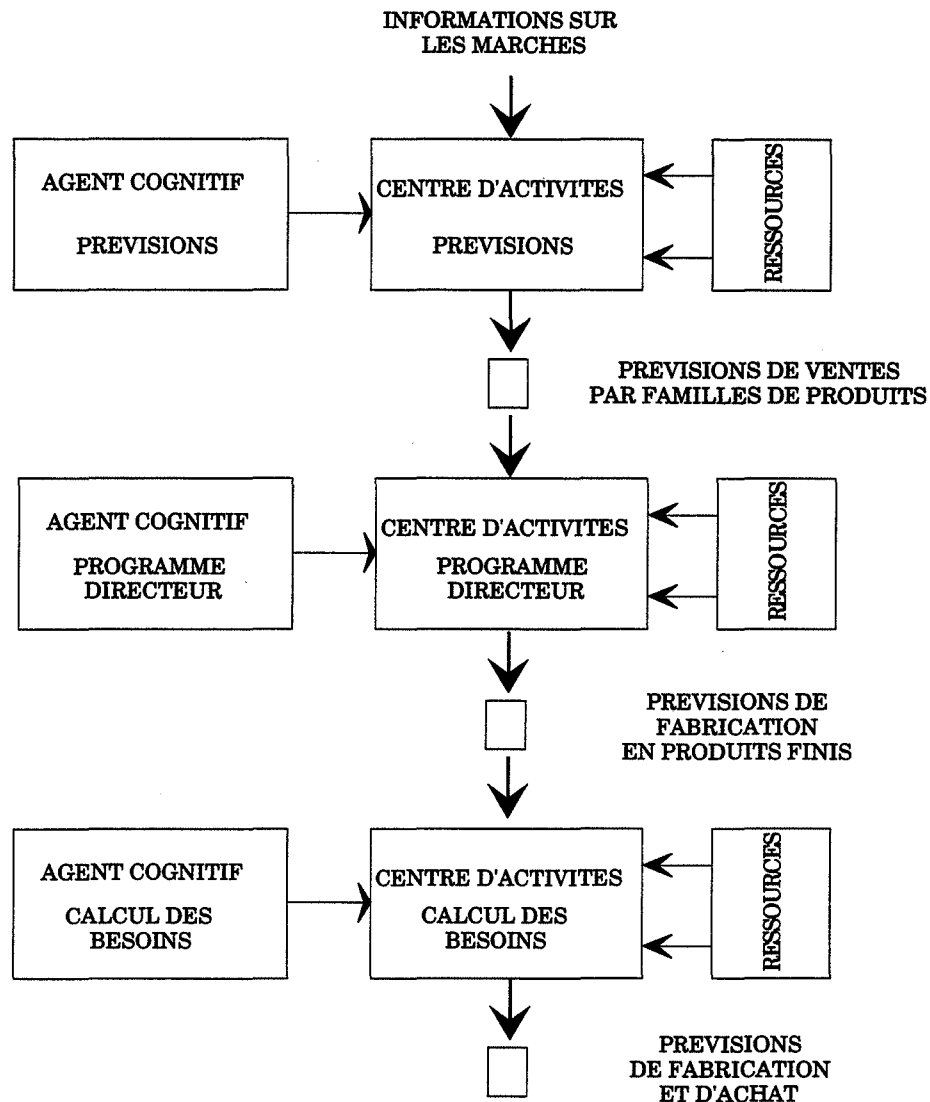 INFORMATIONS SUR
LES MARCHES
AGENT COGNITIF
PREVISIONS
CENTRE D'ACTIVITES
PREVISIONS
RESSOURCES
PREVISIONS DE VENTES
PAR FAMILLES DE PRODUITS
AGENT COGNITIF
PROGRAMME
DIRECTEUR
CENTRE D'ACTIVITES
PROGRAMME
DIRECTEUR
RESSOURCES
PREVISIONS DE
FABRICATION
EN PRODUITS FINIS
AGENT COGNITIF
CALCUL DES
BESOINS
CENTRE D'ACTIVITES
CALCUL DES
BESOINS
RESSOURCES
PREVISIONS
DE FABRICATION
ET D'ACHAT